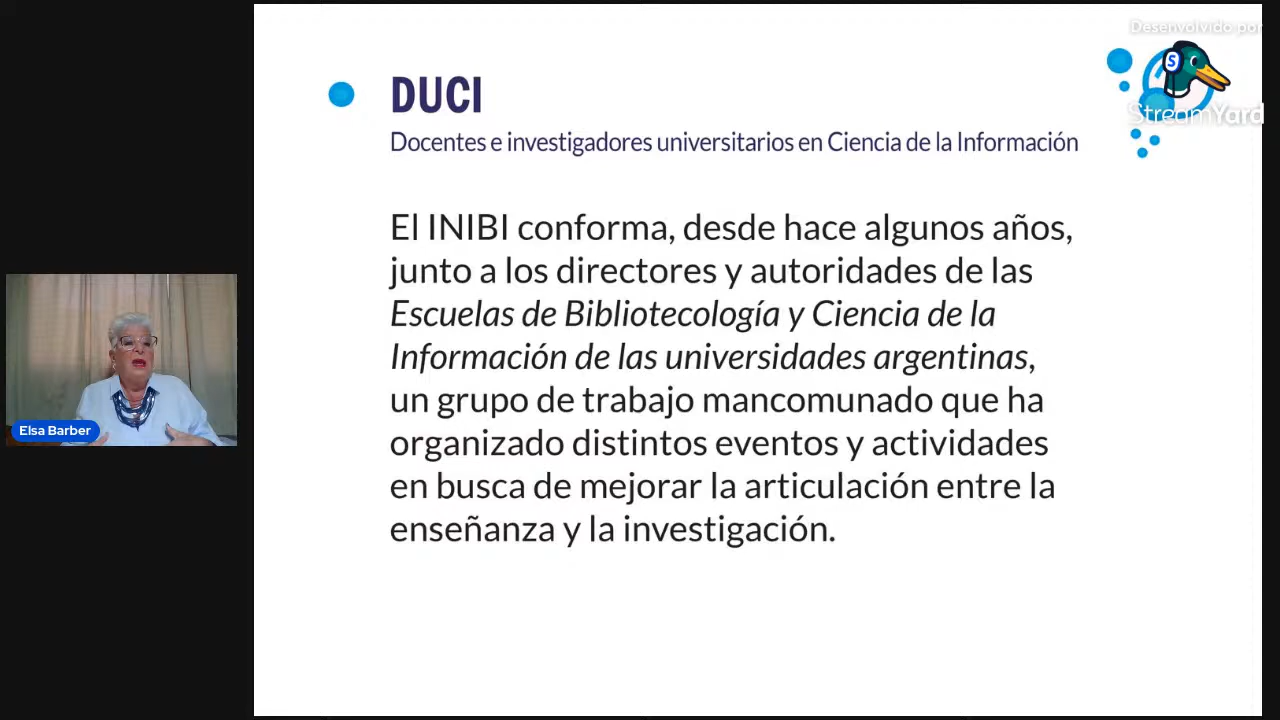 Desenvolvido por
StreamYard
DUCI
Docentes e investigadores universitarios en Ciencia de la Información
El INIBI conforma, desde hace algunos años,
junto a los directores y autoridades de las
Escuelas de Bibliotecología y Ciencia de la
Información de las universidades argentinas,
un grupo de trabajo mancomunado que ha
organizado distintos eventos y actividades
en busca de mejorar la articulación entre la
enseñanza y la investigación.
Elsa Barber